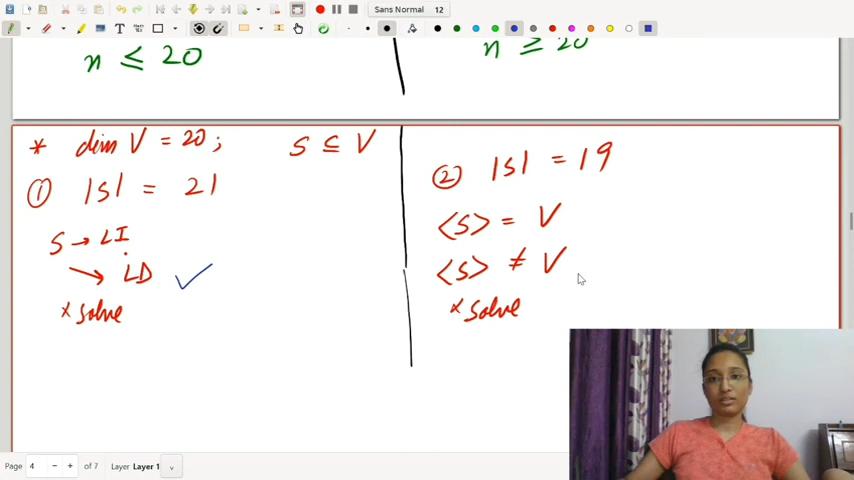 Sans Normal 12
n ≤ 20
n ≥ 20
* dim V = 20; S ⊆ V
① |S| = 21
S → LI
→ LD ✓
× Solve
② |S| = 19
<S> = V
<S> ≠ V
× Solve
Page 4 of 7 Layer Layer 1